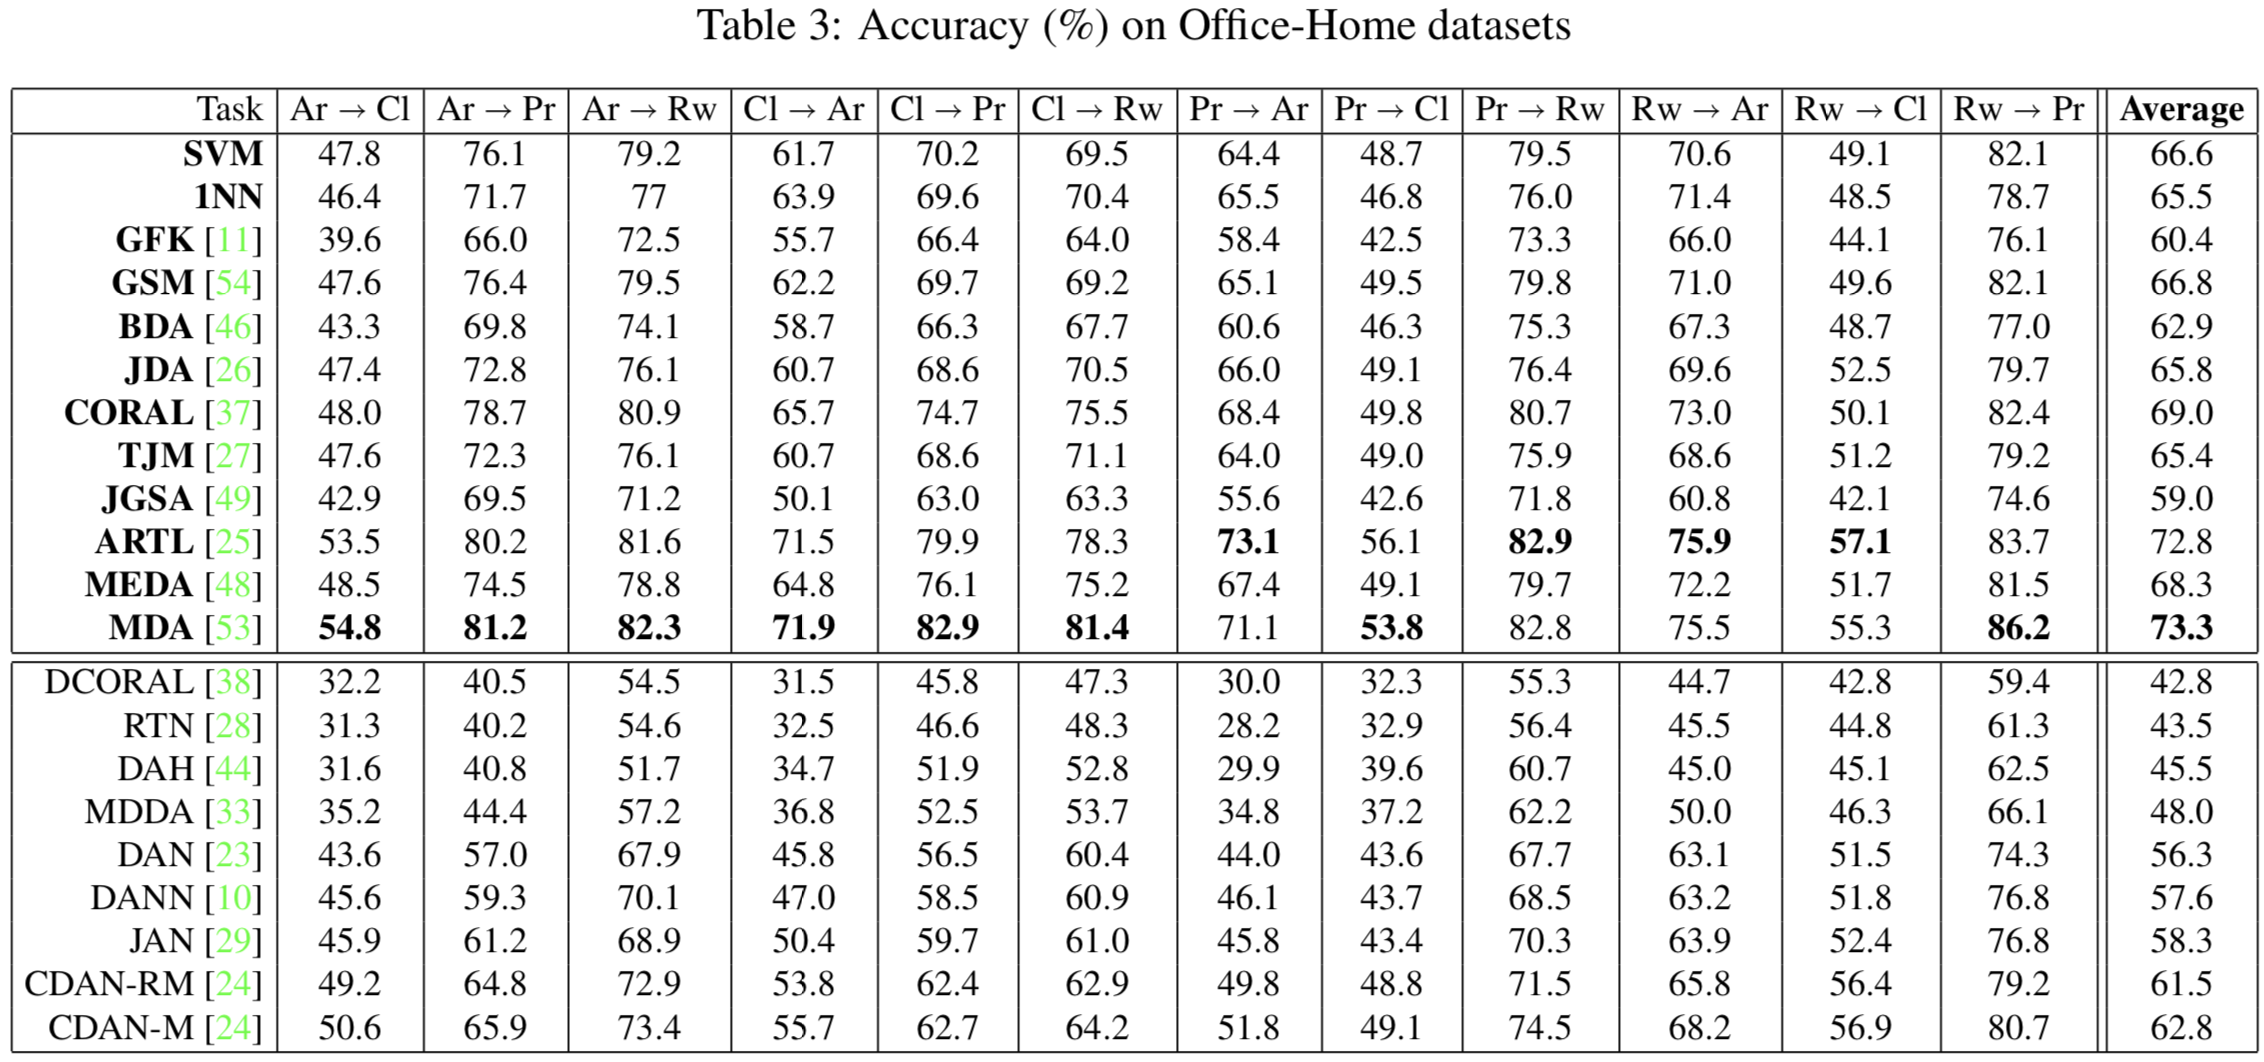 Table 3: Accuracy (%) on Office-Home datasets
Task Ar → Cl Ar → Pr Ar → Rw Cl → Ar Cl → Pr Cl → Rw Pr → Ar Pr → Cl Pr → Rw Rw → Ar Rw → Cl Rw → Pr Average
SVM 47.8 76.1 79.2 61.7 70.2 69.5 64.4 48.7 79.5 70.6 49.1 82.1 66.6
1NN 46.4 71.7 77 63.9 69.6 70.4 65.5 46.8 76.0 71.4 48.5 78.7 65.5
GFK [11] 39.6 66.0 72.5 55.7 66.4 64.0 58.4 42.5 73.3 66.0 44.1 76.1 60.4
GSM [54] 47.6 76.4 79.5 62.2 69.7 69.2 65.1 49.5 79.8 71.0 49.6 82.1 66.8
BDA [46] 43.3 69.8 74.1 58.7 66.3 67.7 60.6 46.3 75.3 67.3 48.7 77.0 62.9
JDA [26] 47.4 72.8 76.1 60.7 68.6 70.5 66.0 49.1 76.4 69.6 52.5 79.7 65.8
CORAL [37] 48.0 78.7 80.9 65.7 74.7 75.5 68.4 49.8 80.7 73.0 50.1 82.4 69.0
TJM [27] 47.6 72.3 76.1 60.7 68.6 71.1 64.0 49.0 75.9 68.6 51.2 79.2 65.4
JGSA [49] 42.9 69.5 71.2 50.1 63.0 63.3 55.6 42.6 71.8 60.8 42.1 74.6 59.0
ARTL [25] 53.5 80.2 81.6 71.5 79.9 78.3 73.1 56.1 82.9 75.9 57.1 83.7 72.8
MEDA [48] 48.5 74.5 78.8 64.8 76.1 75.2 67.4 49.1 79.7 72.2 51.7 81.5 68.3
MDA [53] 54.8 81.2 82.3 71.9 82.9 81.4 71.1 53.8 82.8 75.5 55.3 86.2 73.3
DCORAL [38] 32.2 40.5 54.5 31.5 45.8 47.3 30.0 32.3 55.3 44.7 42.8 59.4 42.8
RTN [28] 31.3 40.2 54.6 32.5 46.6 48.3 28.2 32.9 56.4 45.5 44.8 61.3 43.5
DAH [44] 31.6 40.8 51.7 34.7 51.9 52.8 29.9 39.6 60.7 45.0 45.1 62.5 45.5
MDDA [33] 35.2 44.4 57.2 36.8 52.5 53.7 34.8 37.2 62.2 50.0 46.3 66.1 48.0
DAN [23] 43.6 57.0 67.9 45.8 56.5 60.4 44.0 43.6 67.7 63.1 51.5 74.3 56.3
DANN [10] 45.6 59.3 70.1 47.0 58.5 60.9 46.1 43.7 68.5 63.2 51.8 76.8 57.6
JAN [29] 45.9 61.2 68.9 50.4 59.7 61.0 45.8 43.4 70.3 63.9 52.4 76.8 58.3
CDAN-RM [24] 49.2 64.8 72.9 53.8 62.4 62.9 49.8 48.8 71.5 65.8 56.4 79.2 61.5
CDAN-M [24] 50.6 65.9 73.4 55.7 62.7 64.2 51.8 49.1 74.5 68.2 56.9 80.7 62.8